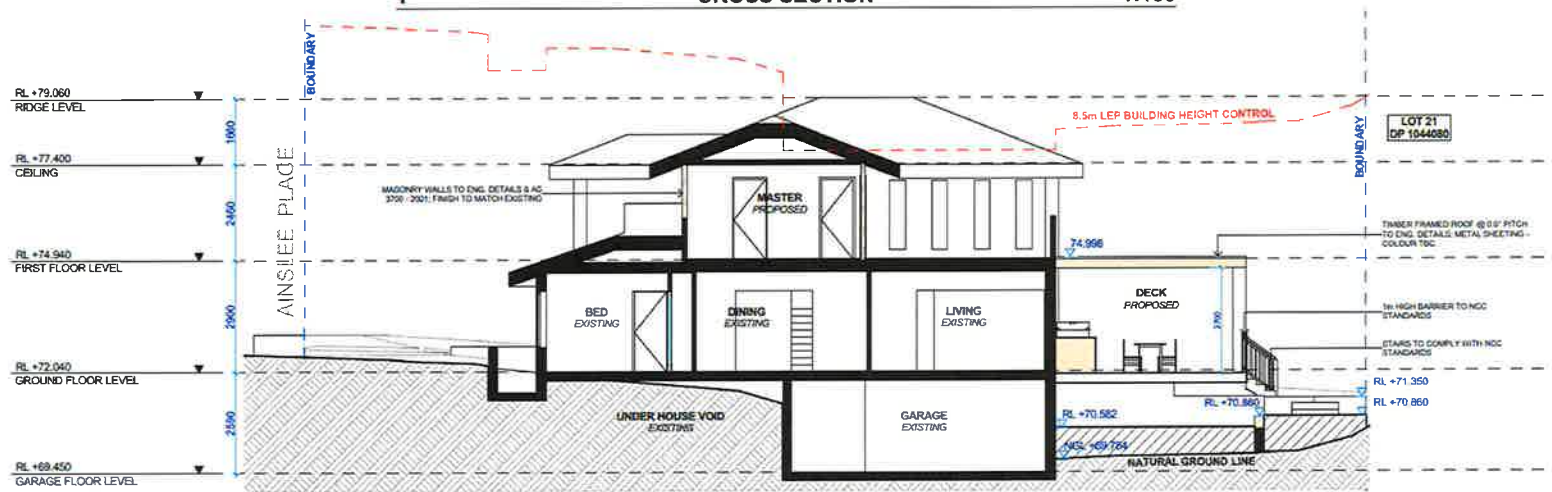 CROSS SECTION
BOUNDARY
RL +79.060
RIDGE LEVEL
1660
8.5m LEP BUILDING HEIGHT CONTROL
LOT 21
DP 1044080
BOUNDARY
RL +77.400
CEILING
AINSLEE PLACE
MASONRY WALLS TO ENG. DETAILS & AS
3700 - 2001; FINISH TO MATCH EXISTING
MASTER
PROPOSED
2460
TIMBER FRAMED ROOF @ PITCH
TO ENG. DETAILS; METAL SHEETING -
COLOUR TBC
74.996
RL +74.940
FIRST FLOOR LEVEL
BED
EXISTING
DINING
EXISTING
LIVING
EXISTING
DECK
PROPOSED
2900
2700
1m HIGH BARRIER TO NCC
STANDARDS
STAIRS TO COMPLY WITH NCC
STANDARDS
RL +72.040
GROUND FLOOR LEVEL
RL +71.350
RL +70.860
RL +70.860
2590
UNDER HOUSE VOID
EXISTING
GARAGE
EXISTING
RL +70.582
NGL +69.784
NATURAL GROUND LINE
RL +69.450
GARAGE FLOOR LEVEL